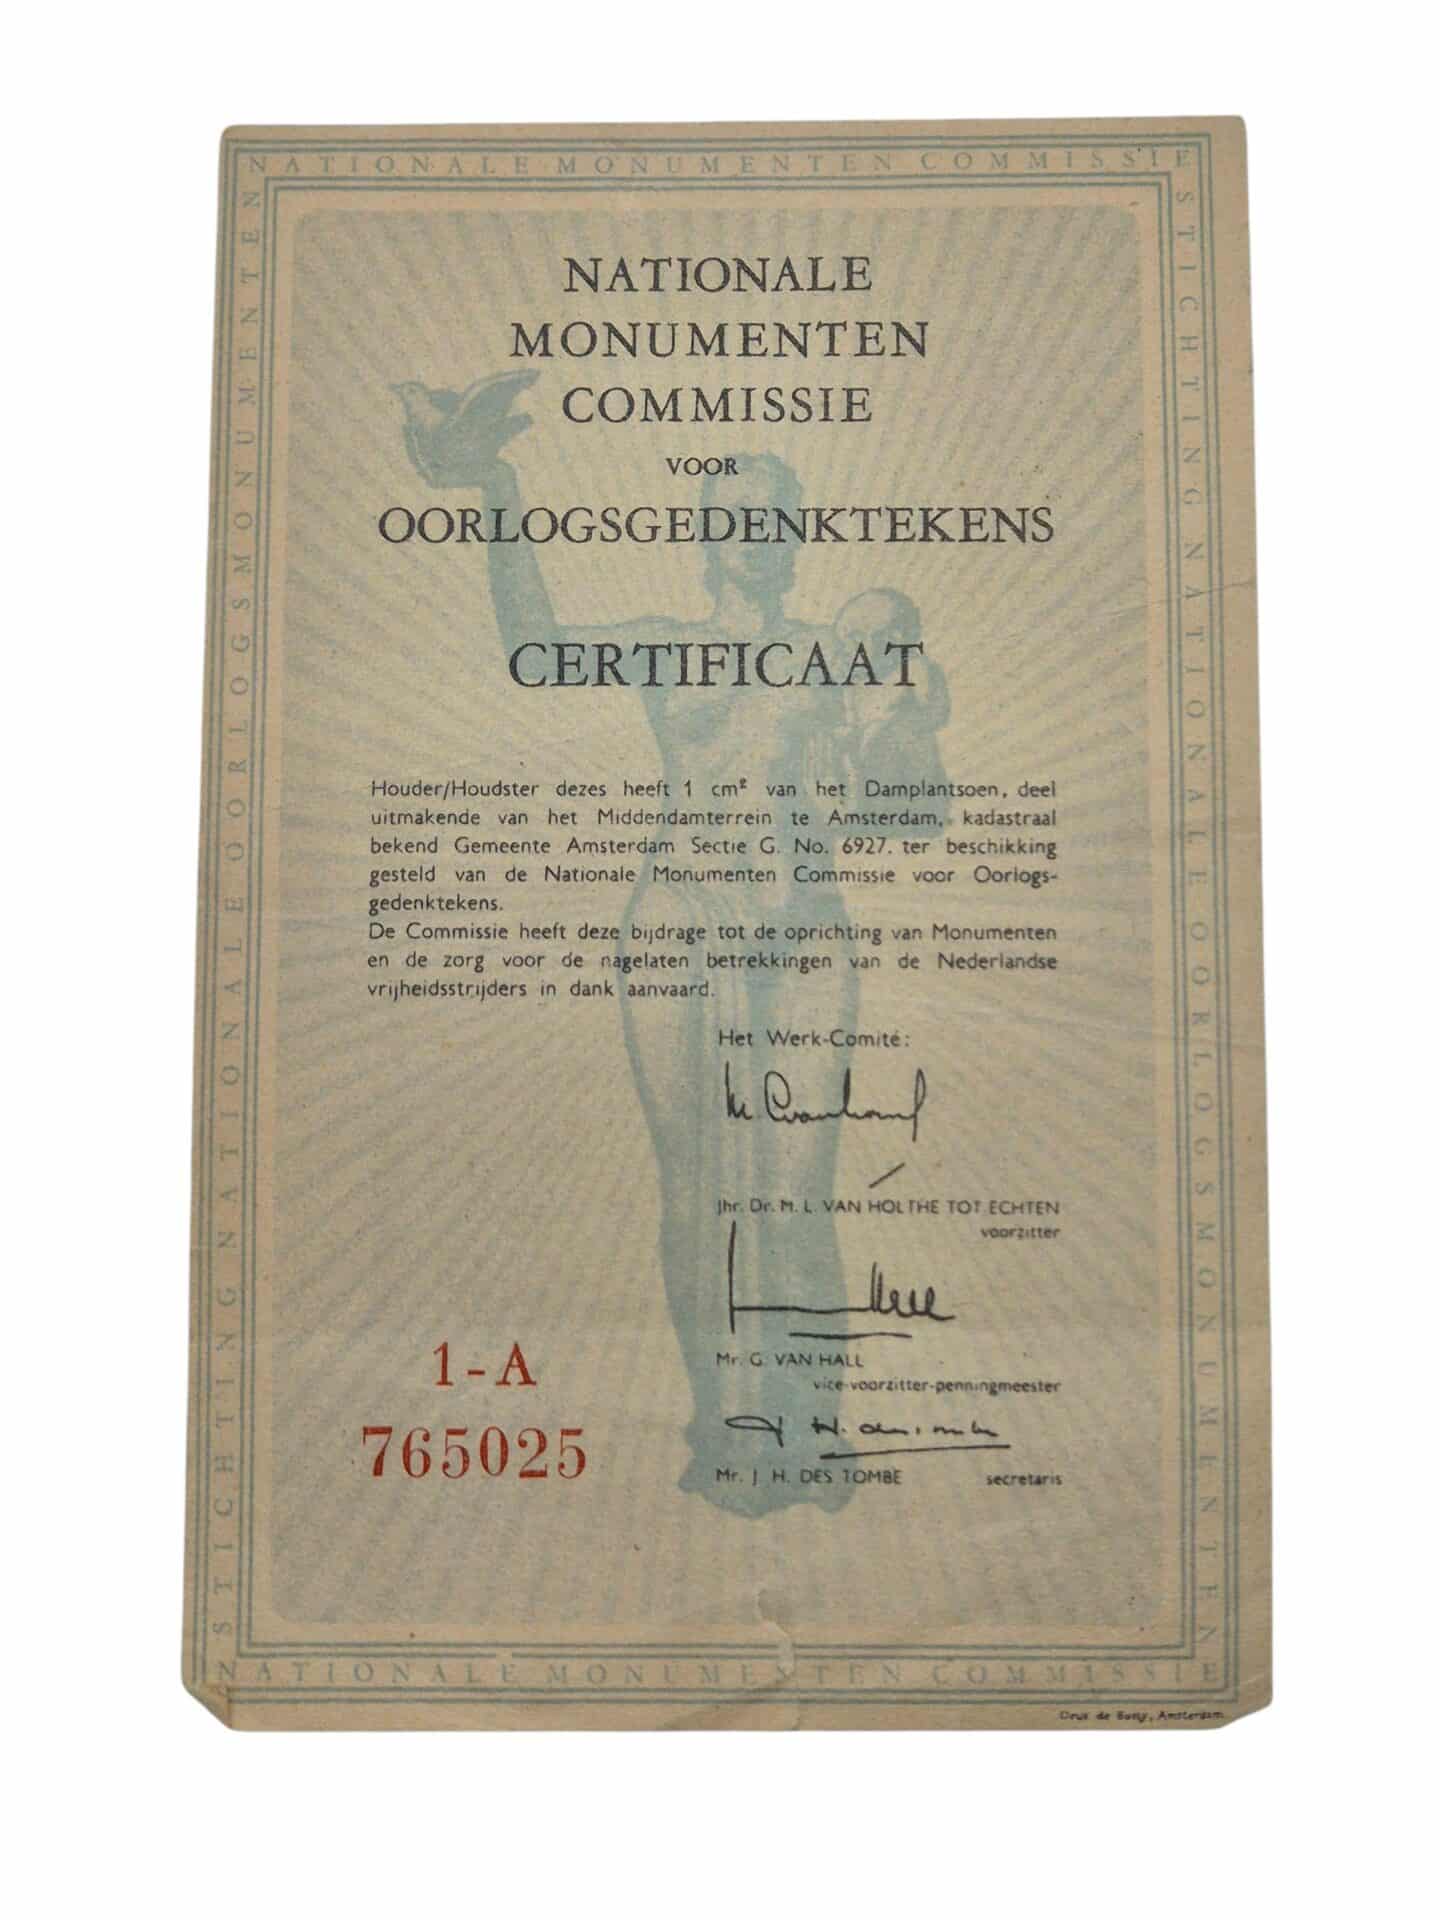 NATIONALE MONUMENTEN COMMISSIE
STICHTING NATIONALE OORLOGSMONUMENTEN
STICHTING NATIONALE OORLOGSMONUMENTEN
NATIONALE
MONUMENTEN
COMMISSIE
VOOR
OORLOGSGEDENKTEKENS
CERTIFICAAT
Houder/Houdster dezes heeft 1 cm² van het Damplantsoen, deel
uitmakende van het Middendamterrein te Amsterdam, kadastraal
bekend Gemeente Amsterdam Sectie G. No. 6927. ter beschikking
gesteld van de Nationale Monumenten Commissie voor Oorlogs-
gedenktekens.
De Commissie heeft deze bijdrage tot de oprichting van Monumenten
en de zorg voor de nagelaten betrekkingen van de Nederlandse
vrijheidsstrijders in dank aanvaard.
Het Werk-Comité:
Jhr. Dr. M. L. VAN HOLTHE TOT ECHTEN
voorzitter
Mr. G. VAN HALL
vice-voorzitter-penningmeester
Mr. J. H. DES TOMBE secretaris
1-A
765025
NATIONALE MONUMENTEN COMMISSIE
de Bussy, Amsterdam